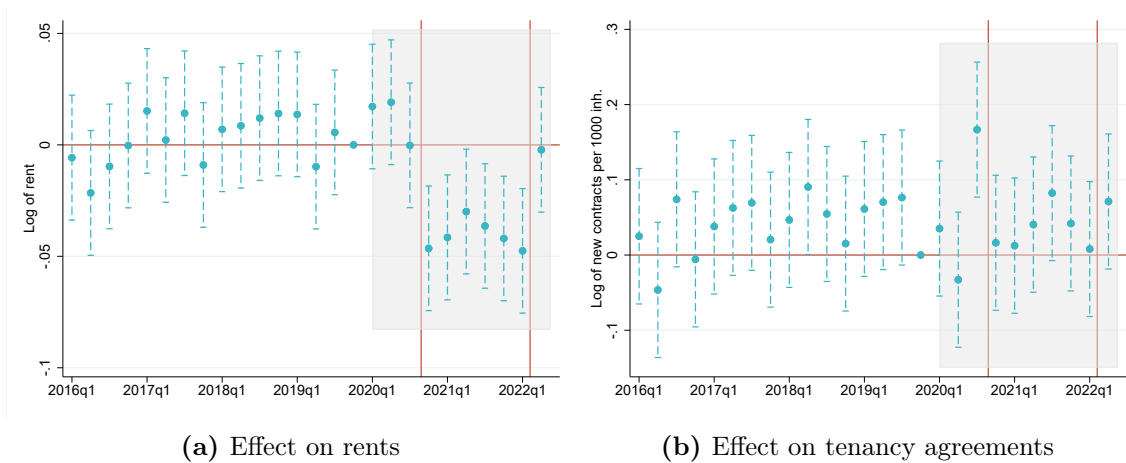 Log of rent
.05
0
-.05
-.1
2016q1 2017q1 2018q1 2019q1 2020q1 2021q1 2022q1
(a) Effect on rents
Log of new contracts per 1000 inh.
.3
.2
.1
0
-.1
2016q1 2017q1 2018q1 2019q1 2020q1 2021q1 2022q1
(b) Effect on tenancy agreements